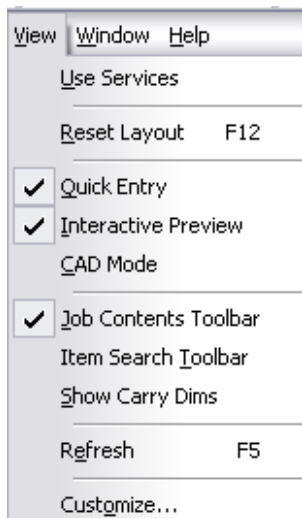 View Window Help
Use Services
Reset Layout F12
Quick Entry
Interactive Preview
CAD Mode
Job Contents Toolbar
Item Search Toolbar
Show Carry Dims
Refresh F5
Customize...